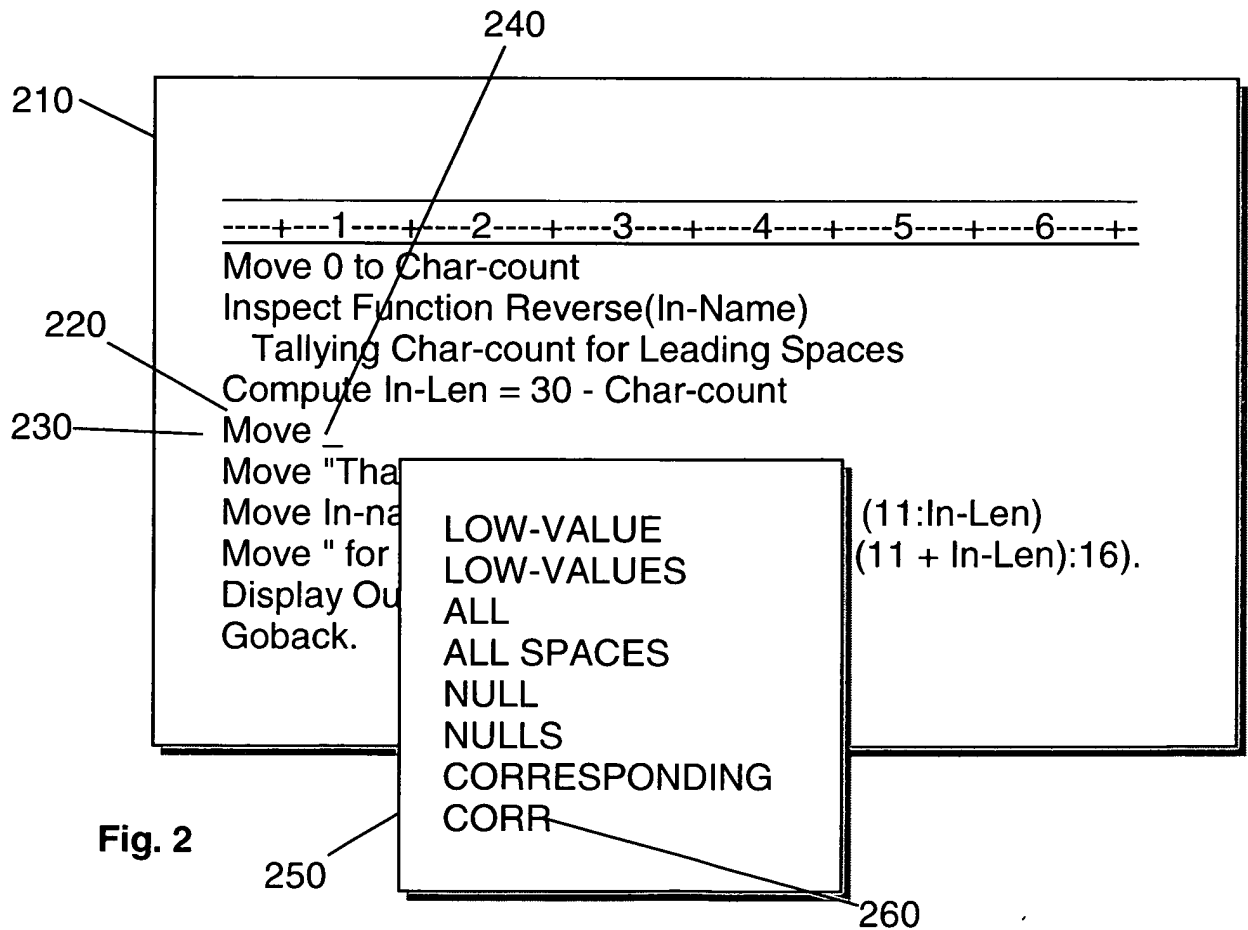 240
210
----+---1----+----2----+----3----+----4----+----5----+----6----+-
Move 0 to Char-count
Inspect Function Reverse(In-Name)
Tallying Char-count for Leading Spaces
220
Compute In-Len = 30 - Char-count
230
Move _
Move "Tha
Move In-na (11:In-Len)
Move " for (11 + In-Len):16).
Display Ou
Goback.
LOW-VALUE
LOW-VALUES
ALL
ALL SPACES
NULL
NULLS
CORRESPONDING
CORR
Fig. 2
250
260